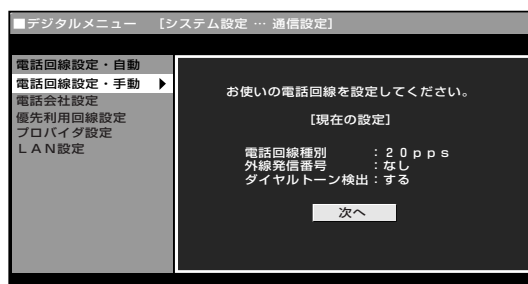 ■デジタルメニュー　[システム設定 … 通信設定]
電話回線設定・自動
電話回線設定・手動 ▶
電話会社設定
優先利用回線設定
プロバイダ設定
ＬＡＮ設定
お使いの電話回線を設定してください。
[現在の設定]
電話回線種別　　：２０ｐｐｓ
外線発信番号　　：なし
ダイヤルトーン検出：する
次へ